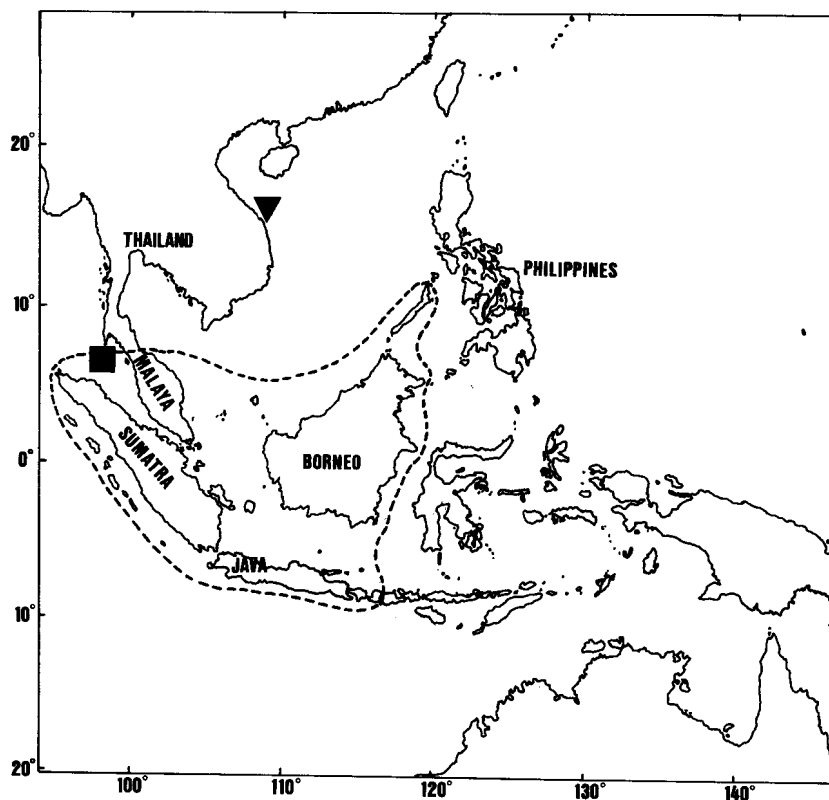 20°
THAILAND
PHILIPPINES
10°
MALAYA
SUMATRA
BORNEO
0°
JAVA
10°
20°
100°
110°
120°
130°
140°